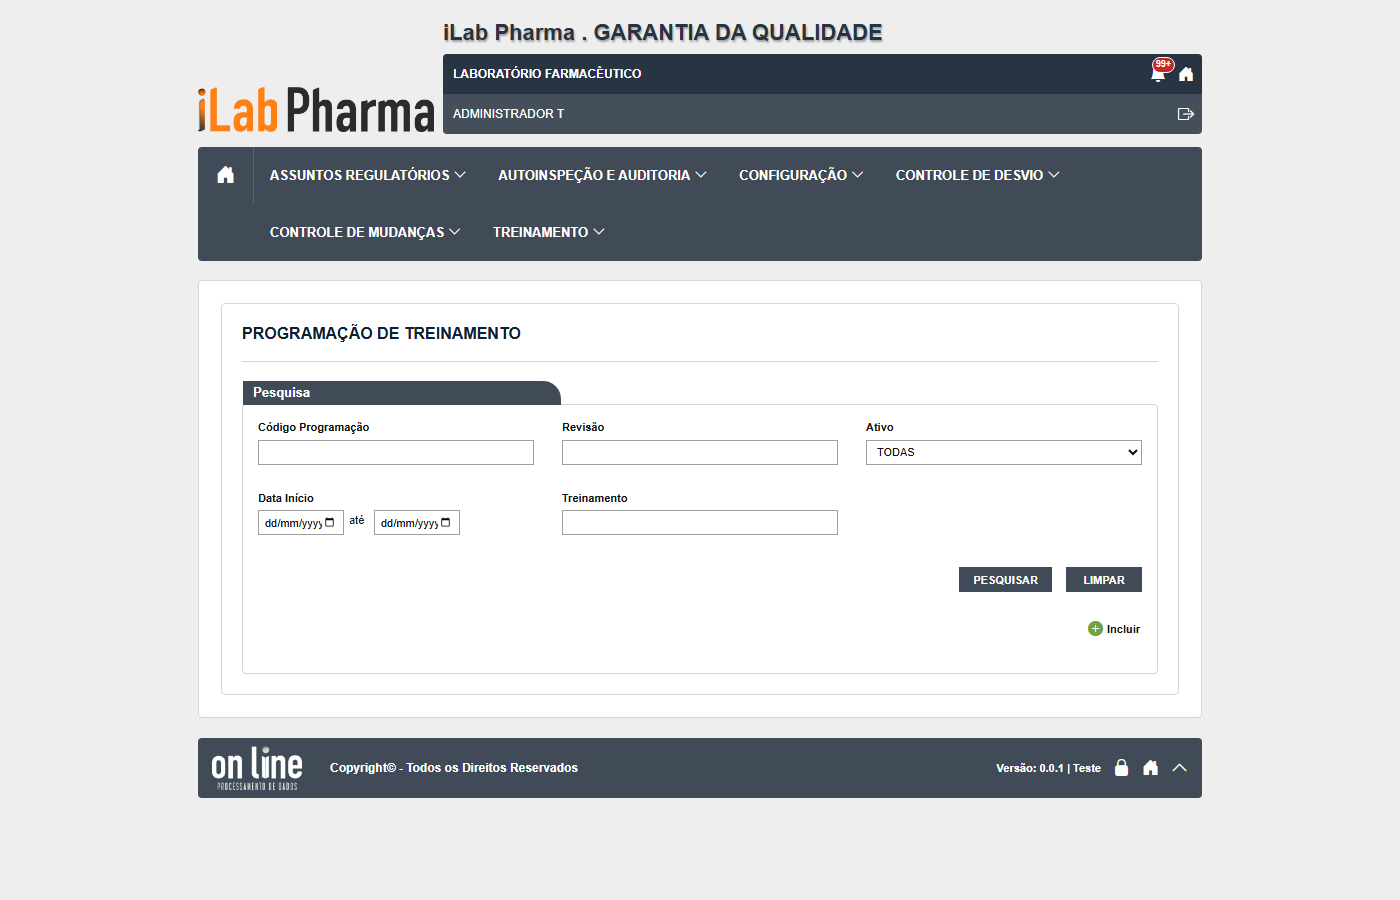 iLab Pharma . GARANTIA DA QUALIDADE
iLab Pharma
LABORATÓRIO FARMACÊUTICO
99+
ADMINISTRADOR T
ASSUNTOS REGULATÓRIOS
AUTOINSPEÇÃO E AUDITORIA
CONFIGURAÇÃO
CONTROLE DE DESVIO
CONTROLE DE MUDANÇAS
TREINAMENTO
PROGRAMAÇÃO DE TREINAMENTO
Pesquisa
Código Programação
Revisão
Ativo
TODAS
Data Início
Treinamento
dd/mm/yyyy até dd/mm/yyyy
PESQUISAR
LIMPAR
Incluir
on line
PROCESSAMENTO DE DADOS
Copyright© - Todos os Direitos Reservados
Versão: 0.0.1 | Teste